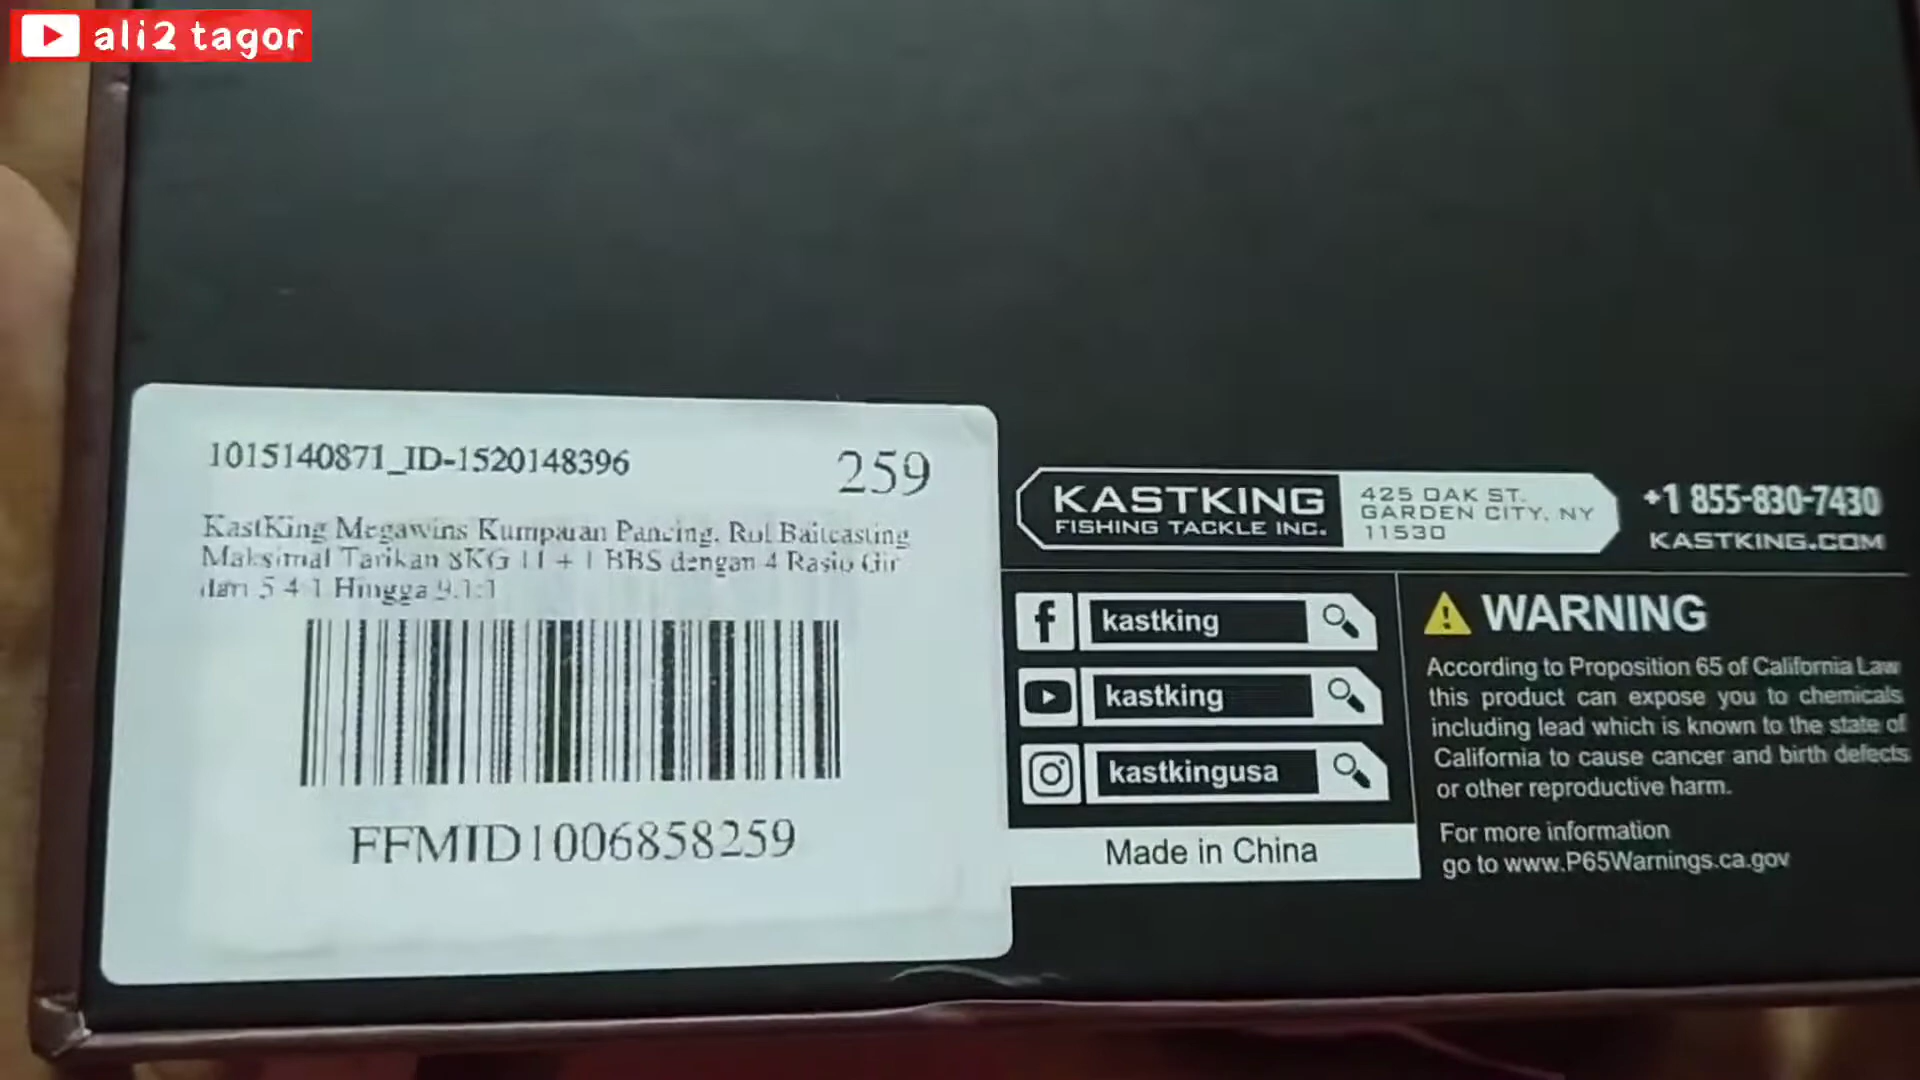 ali2 tagor
1015140871_ID-1520148396
259
KastKing Megawins Kumparan Pancing, Rol Baitcasting
Maksimal Tarikan 8KG 11 + 1 BBS dengan 4 Rasio Gir
dari 5.4:1 Hingga 9.1:1
FFMID1006858259
KASTKING
FISHING TACKLE INC.
425 OAK ST.
GARDEN CITY, NY
11530
+1 855-830-7430
KASTKING.COM
kastking
kastking
kastkingusa
Made in China
WARNING
According to Proposition 65 of California Law
this product can expose you to chemicals
including lead which is known to the state of
California to cause cancer and birth defects
or other reproductive harm.
For more information
go to www.P65Warnings.ca.gov